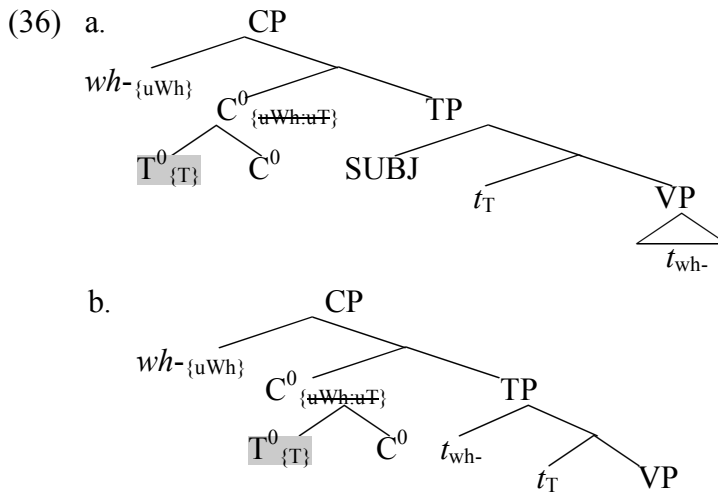 (36) a.
CP
wh-{uWh}
C⁰{uWh:uT} TP
T⁰{T} C⁰ SUBJ
tT VP
twh-
b.
CP
wh-{uWh}
C⁰{uWh:uT} TP
T⁰{T} C⁰ twh-
tT VP